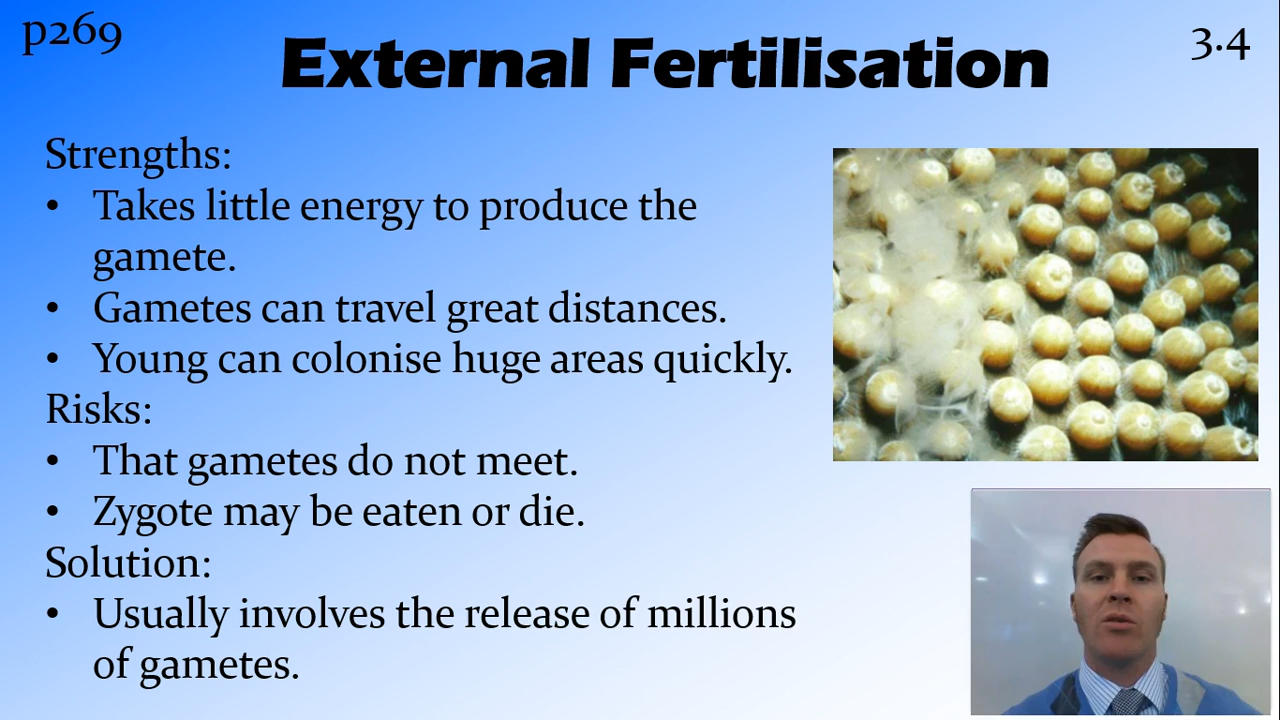 p269
External Fertilisation
3.4
Strengths:
• Takes little energy to produce the
gamete.
• Gametes can travel great distances.
• Young can colonise huge areas quickly.
Risks:
• That gametes do not meet.
• Zygote may be eaten or die.
Solution:
• Usually involves the release of millions
of gametes.